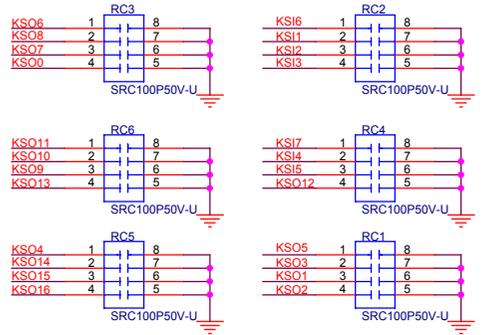 RC3
KSO6 1 8
KSO8 2 7
KSO7 3 6
KSO0 4 5
SRC100P50V-U
RC2
KSI6 1 8
KSI1 2 7
KSI2 3 6
KSI3 4 5
SRC100P50V-U
RC6
KSO11 1 8
KSO10 2 7
KSO9 3 6
KSO13 4 5
SRC100P50V-U
RC4
KSI7 1 8
KSI4 2 7
KSI5 3 6
KSO12 4 5
SRC100P50V-U
RC5
KSO4 1 8
KSO14 2 7
KSO15 3 6
KSO16 4 5
SRC100P50V-U
RC1
KSO5 1 8
KSO3 2 7
KSO1 3 6
KSO2 4 5
SRC100P50V-U